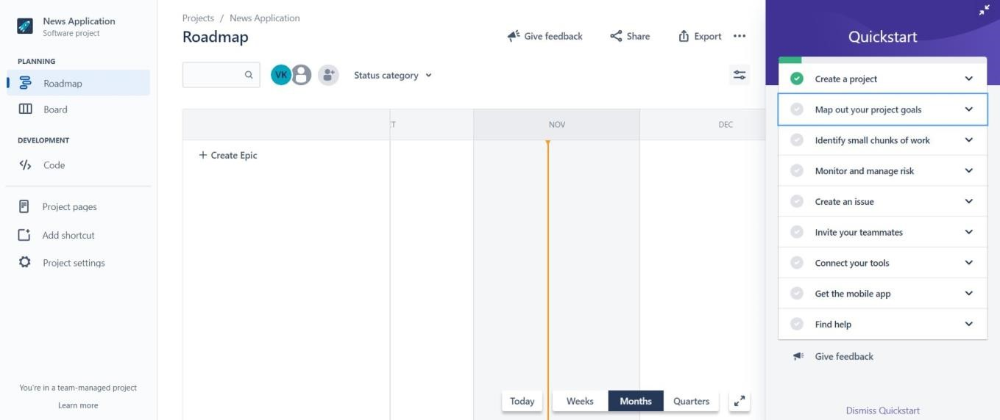 News Application
Software project
PLANNING
Roadmap
Board
DEVELOPMENT
Code
Project pages
Add shortcut
Project settings
You're in a team-managed project
Learn more
Projects / News Application
Roadmap
Give feedback
Share
Export
VK
Status category
NOV
DEC
+ Create Epic
Today
Weeks
Months
Quarters
Quickstart
Create a project
Map out your project goals
Identify small chunks of work
Monitor and manage risk
Create an issue
Invite your teammates
Connect your tools
Get the mobile app
Find help
Give feedback
Dismiss Quickstart